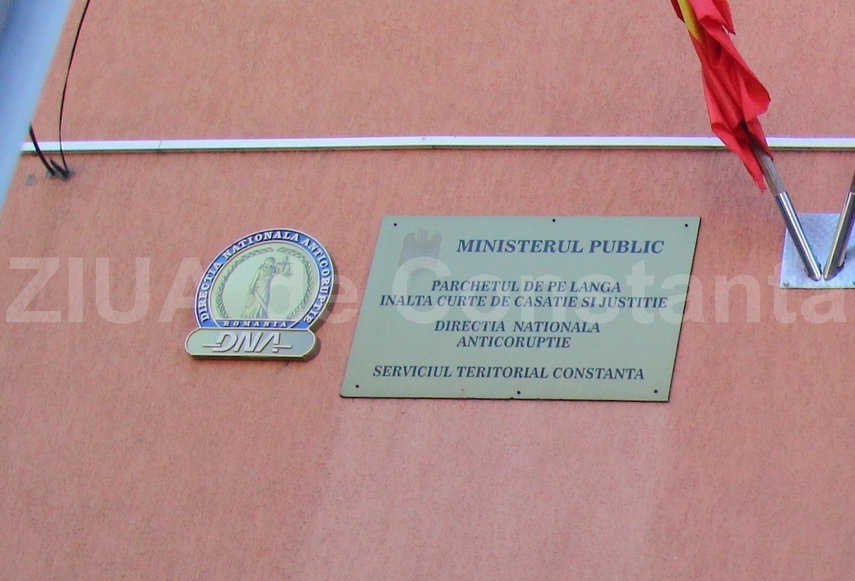 DIRECTIA NATIONALA ANTICORUPTIE
ROMANIA
DNA
MINISTERUL PUBLIC
PARCHETUL DE PE LANGA
INALTA CURTE DE CASATIE SI JUSTITIE
DIRECTIA NATIONALA
ANTICORUPTIE
SERVICIUL TERITORIAL CONSTANTA
ZIUA de Constanta